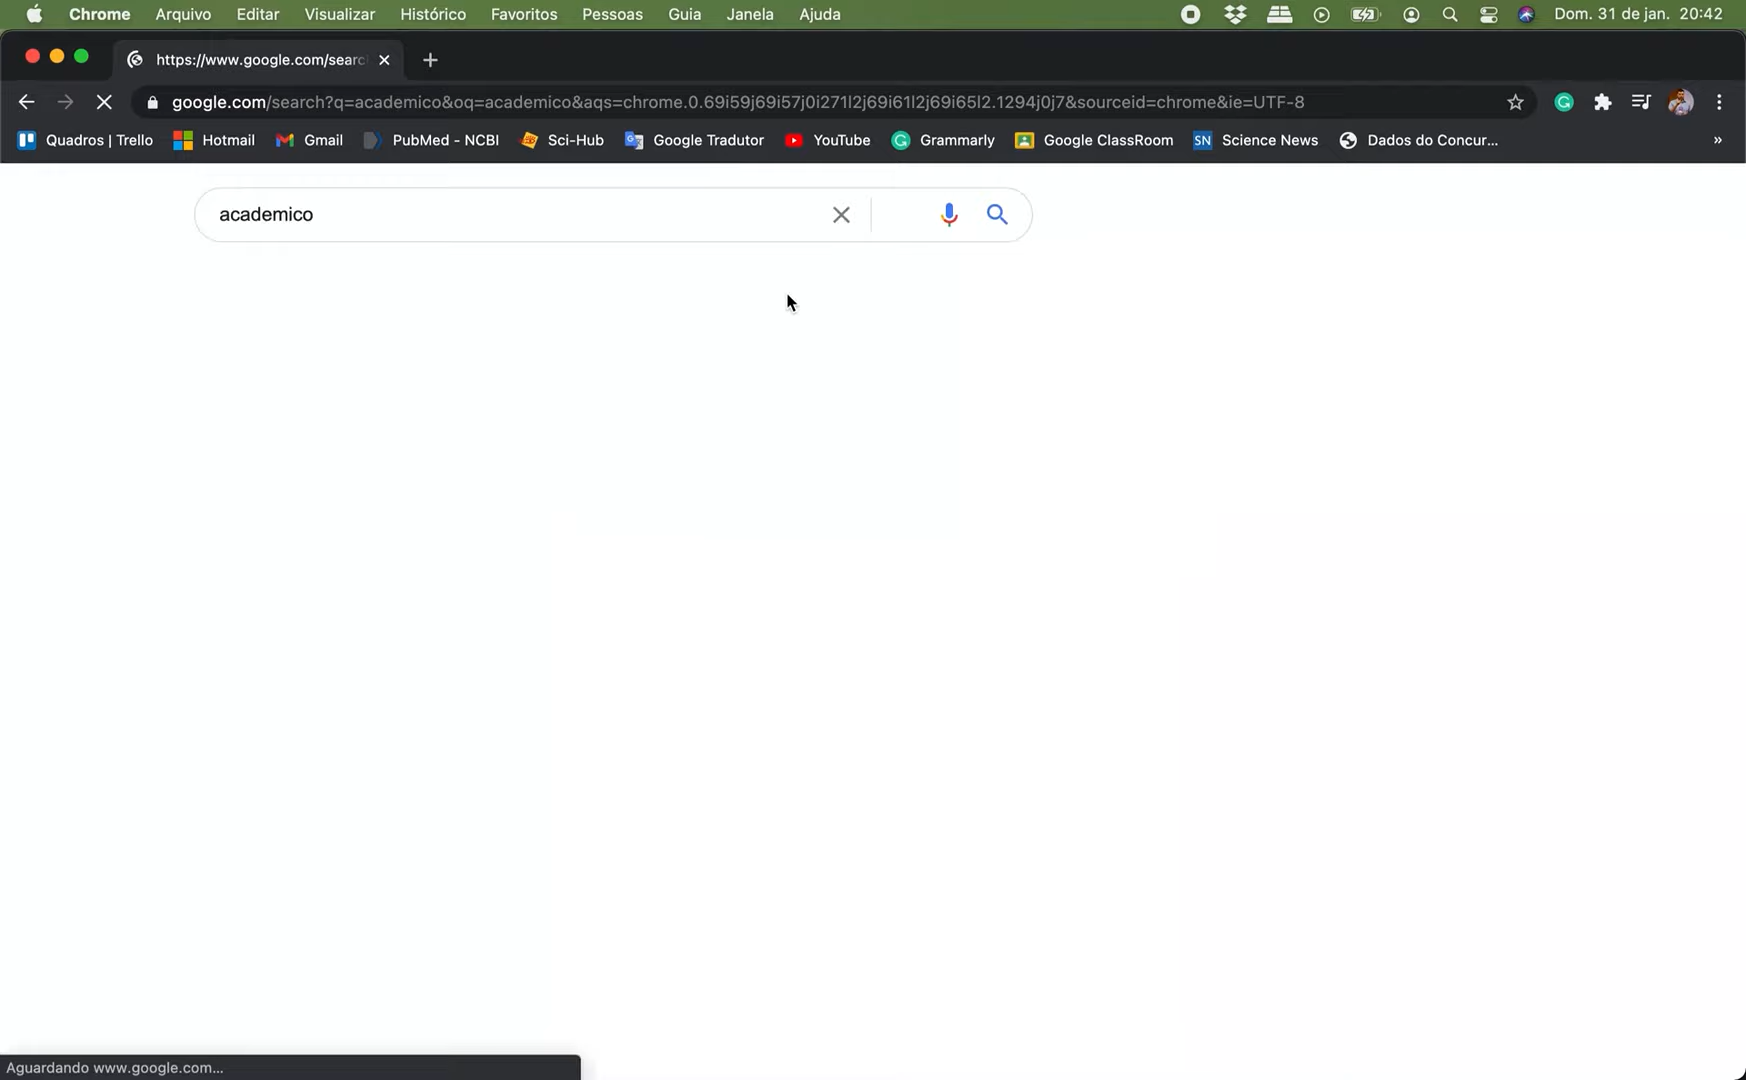 Chrome Arquivo Editar Visualizar Histórico Favoritos Pessoas Guia Janela Ajuda Dom. 31 de jan. 20:42
https://www.google.com/searc
google.com/search?q=academico&oq=academico&aqs=chrome.0.69i59j69i57j0i271l2j69i61l2j69i65l2.1294j0j7&sourceid=chrome&ie=UTF-8
Quadros | Trello Hotmail Gmail PubMed - NCBI Sci-Hub Google Tradutor YouTube Grammarly Google ClassRoom SN Science News Dados do Concur... »
academico
Aguardando www.google.com...